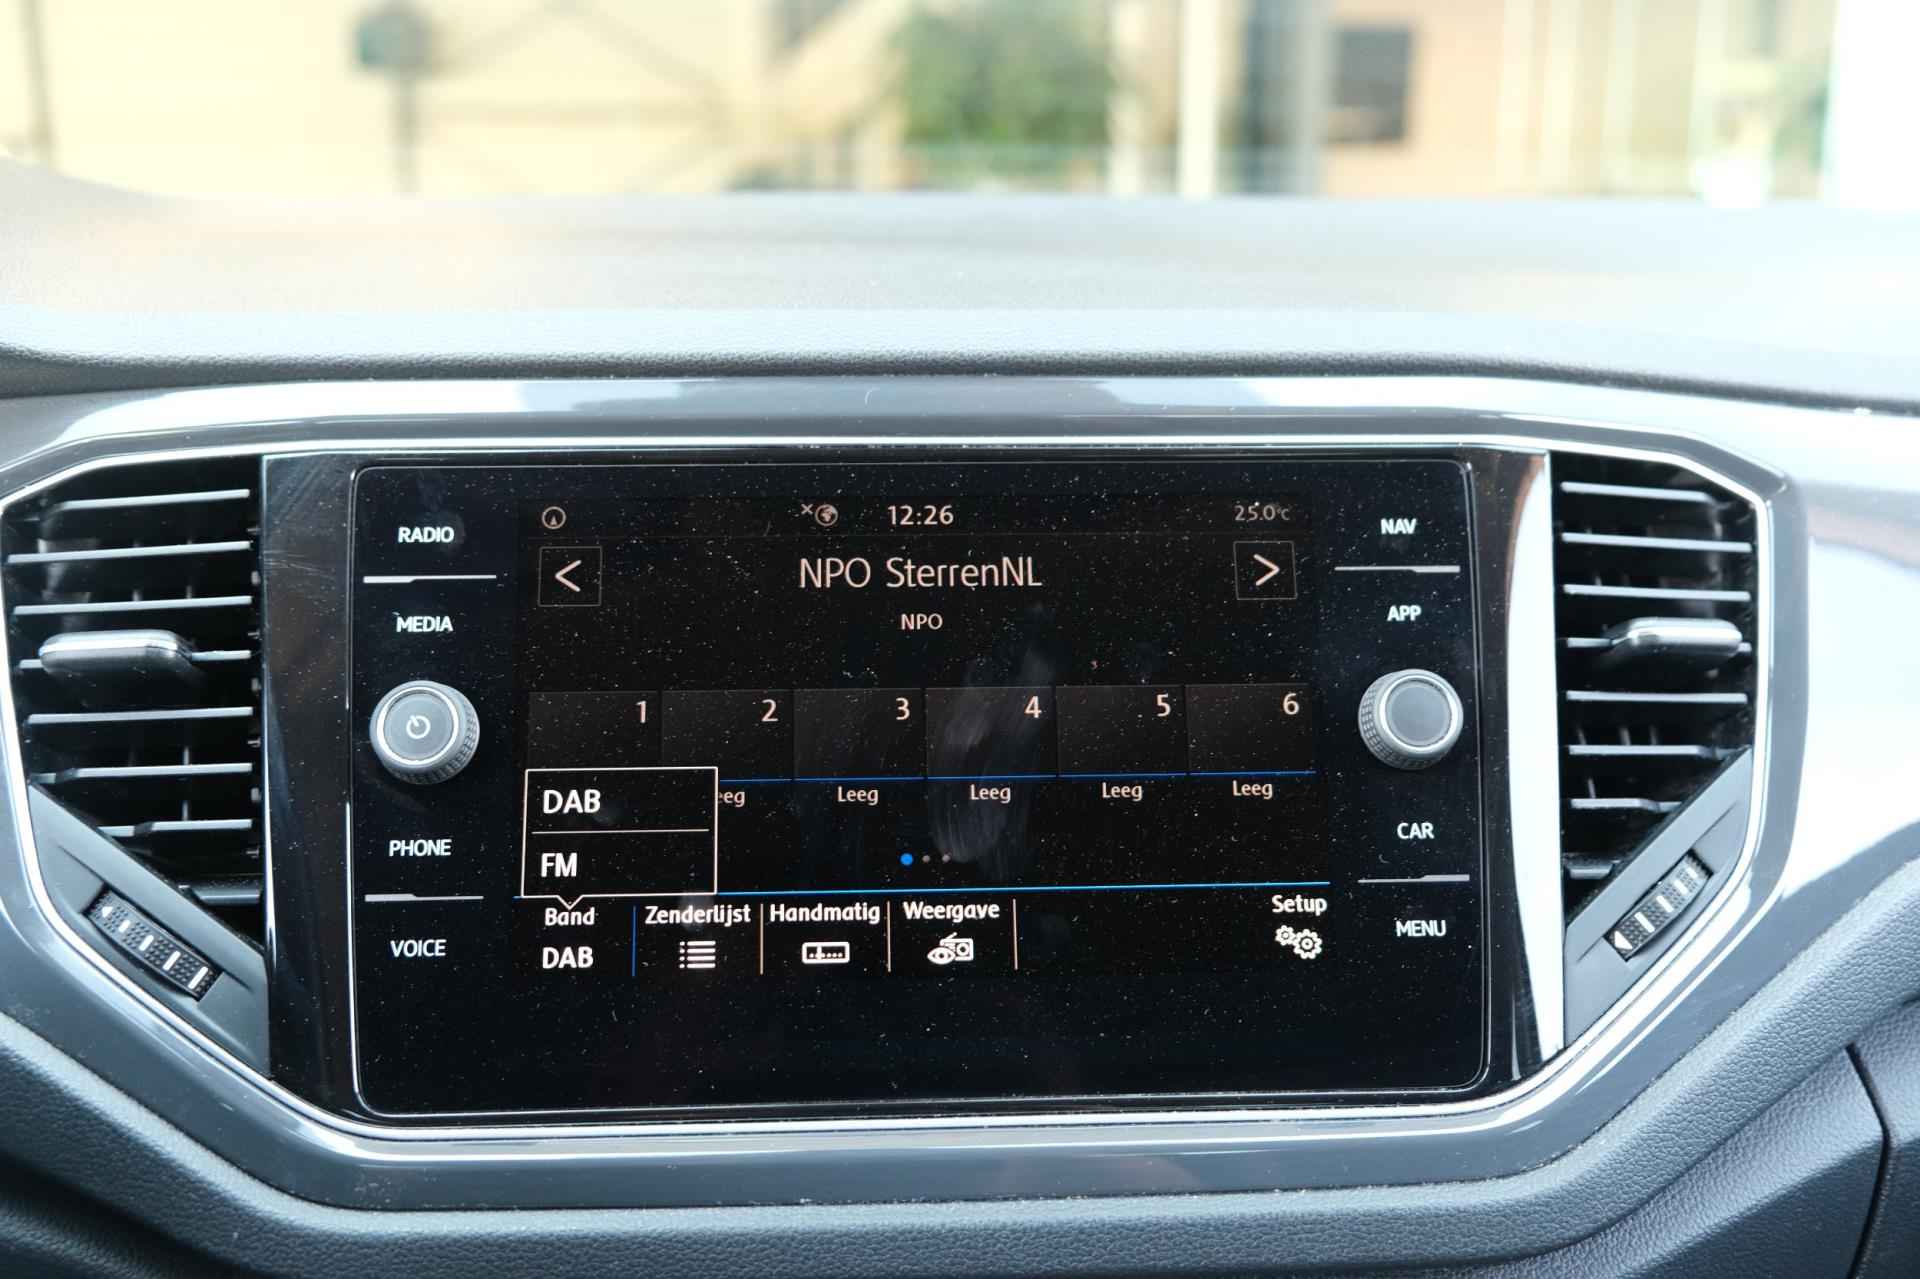 RADIO
MEDIA
PHONE
VOICE
12:26
25.0°C
<
NPO SterrenNL
>
NPO
1 2 3 4 5 6
eeg Leeg Leeg Leeg Leeg
DAB
FM
Band Zenderlijst Handmatig Weergave Setup
DAB
NAV
APP
CAR
MENU